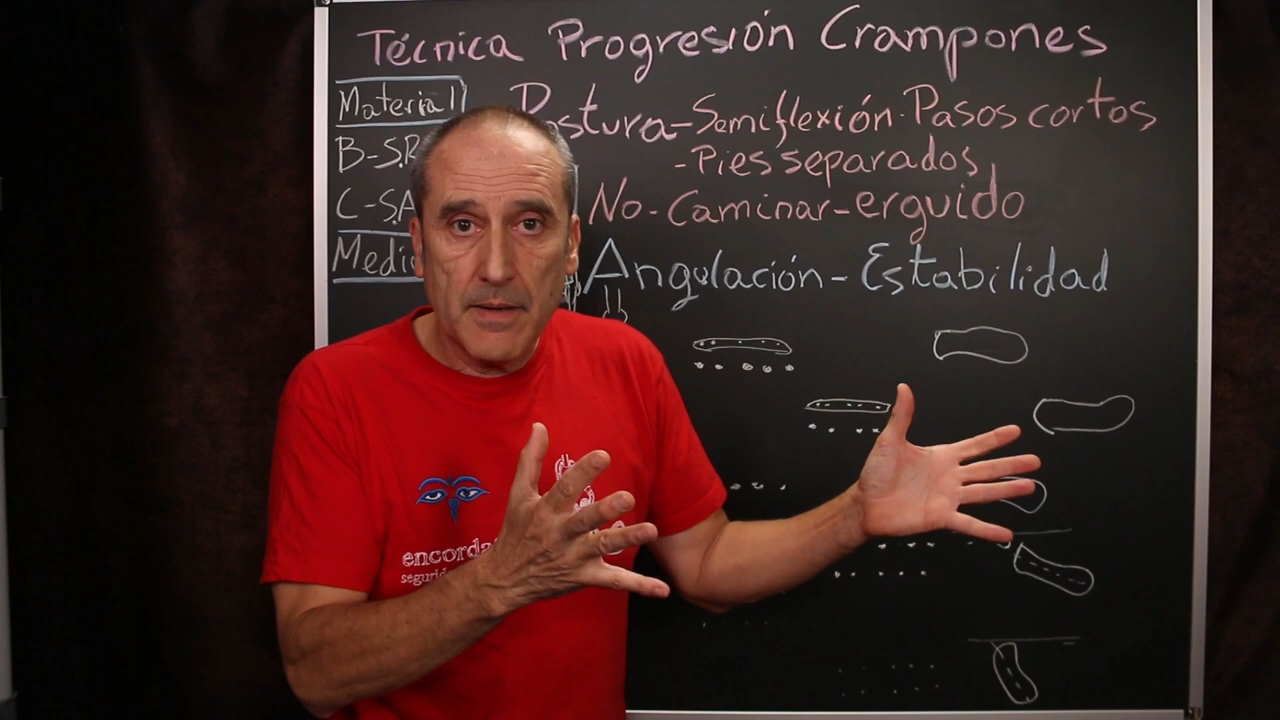 Técnica Progresión Crampones
Material
Postura-Semiflexión.Pasos cortos
B-S.R
-Pies separados
C-S.A
No-Caminar-erguido
Medi
Angulación-Estabilidad
encorda
segurid